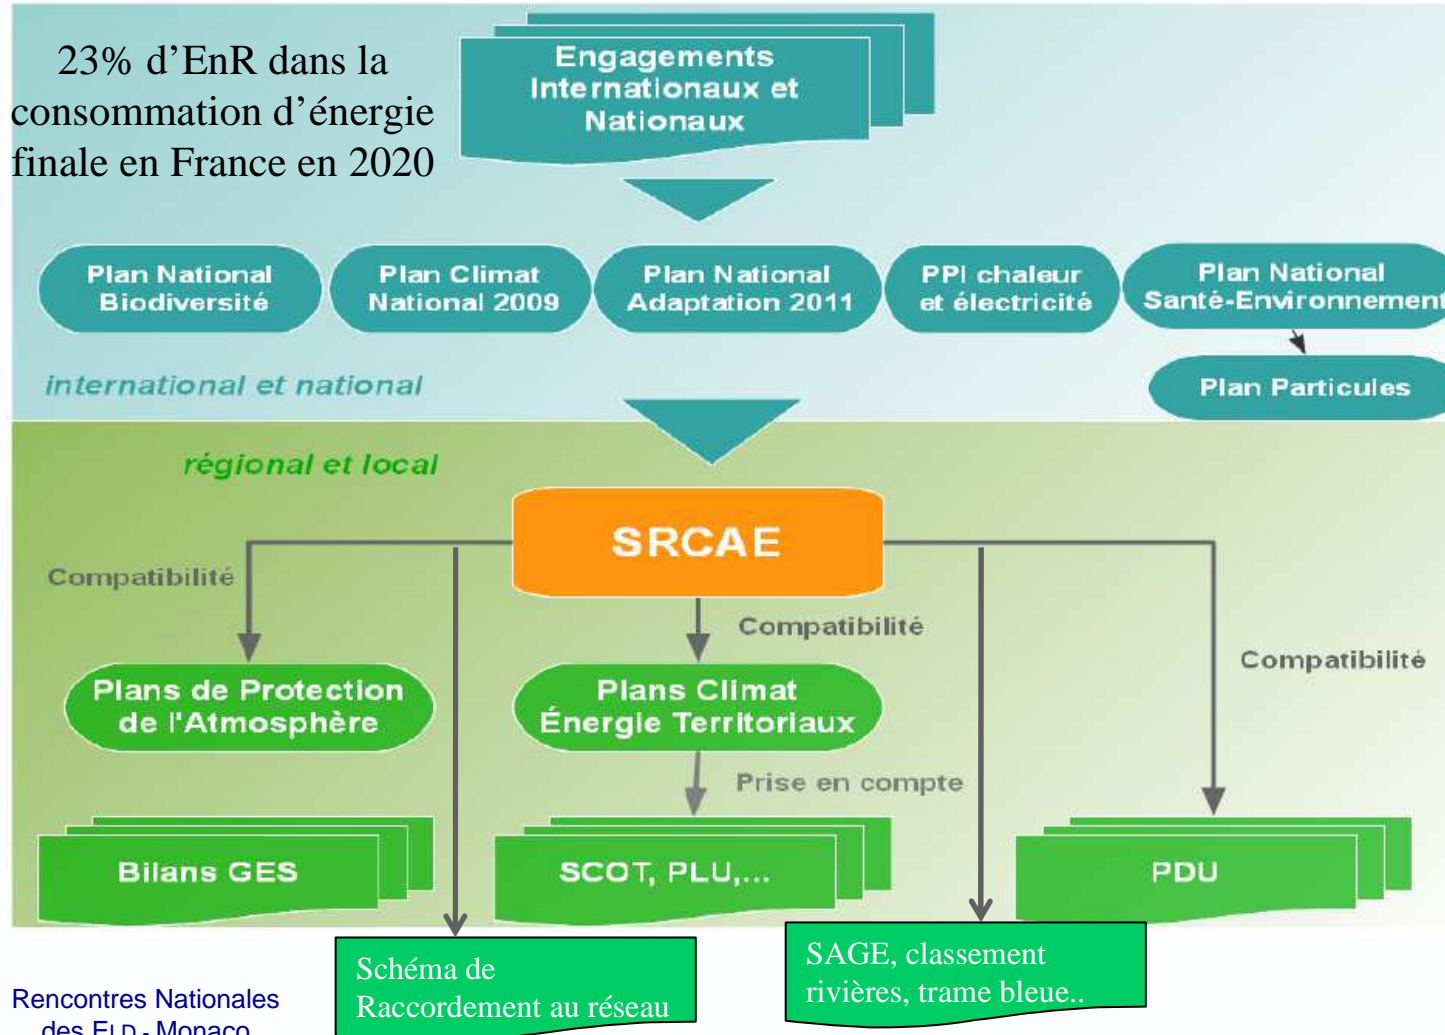 23% d’EnR dans la
consommation d’énergie
finale en France en 2020
Engagements
Internationaux et
Nationaux
Plan National
Biodiversité
Plan Climat
National 2009
Plan National
Adaptation 2011
PPI chaleur
et électricité
Plan National
Santé-Environnement
international et national
Plan Particules
régional et local
SRCAE
Compatibilité
Compatibilité
Compatibilité
Plans de Protection
de l'Atmosphère
Plans Climat
Énergie Territoriaux
Prise en compte
Bilans GES
SCOT, PLU,...
PDU
Schéma de
Raccordement au réseau
SAGE, classement
rivières, trame bleue..
Rencontres Nationales
des ELD - Monaco